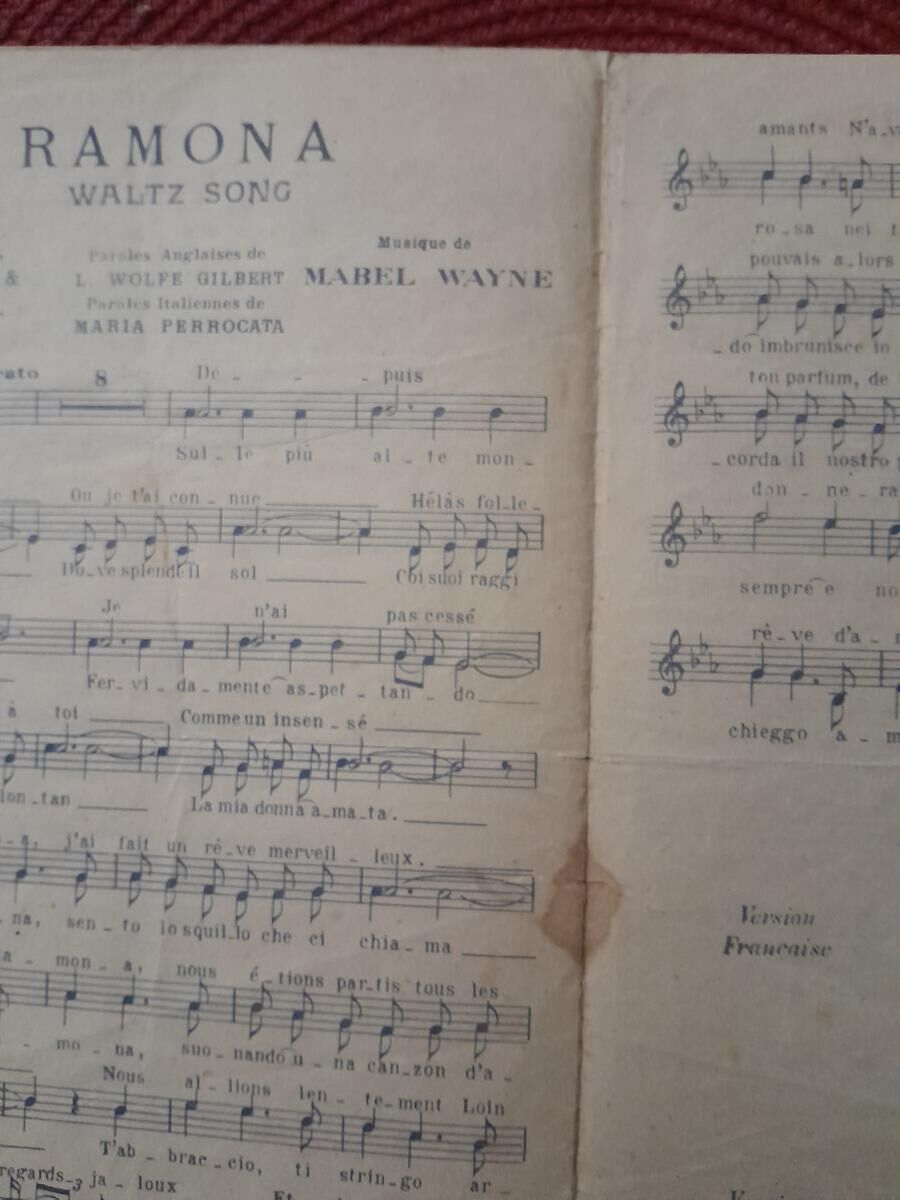 RAMONA
WALTZ SONG
Paroles Anglaises de
& L. WOLFE GILBERT
Paroles Italiennes de
MARIA PERROCATA
Musique de
MABEL WAYNE
8 De - - - puis
Sul - le più al - te mon -
Ou je t'ai con - nue Hélàs fol-le-
Do-ve splende il sol Coi suoi raggi
Je n'ai pas cessé
Fer- vi - da - mente as-pet - tan - do
à toi Comme un insen - sé
lon-tan La mia donna a-ma-ta.
a, j'ai fait un rê-ve merveil - leux.
na, sen - to lo squil-lo che ci chia - ma
a - mon - a, nous é-tions par-tis tous les
- mo - na, suo - nando u - na can-zon d'a -
Nous al - lions len - te-ment Loin
T'ab - brac - cio, ti strin-go ar -
regards 3 ja - loux
amants N'a-
ro - sa nei
pouvais a-lors
- do imbrunisce io
ton parfum, de
- corda il nostro
don - ne - ra
sempre e no
rê - ve d'a -
chieggo a -
Version
Francaise